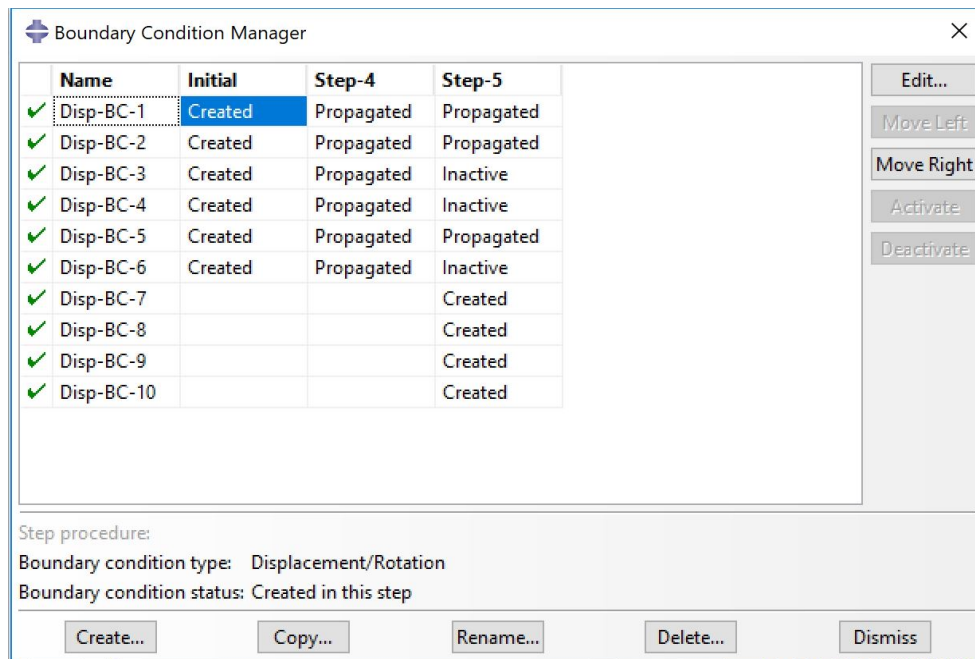 Boundary Condition Manager
Name Initial Step-4 Step-5
Disp-BC-1 Created Propagated Propagated
Disp-BC-2 Created Propagated Propagated
Disp-BC-3 Created Propagated Inactive
Disp-BC-4 Created Propagated Inactive
Disp-BC-5 Created Propagated Propagated
Disp-BC-6 Created Propagated Inactive
Disp-BC-7 Created
Disp-BC-8 Created
Disp-BC-9 Created
Disp-BC-10 Created
Edit...
Move Left
Move Right
Activate
Deactivate
Step procedure:
Boundary condition type: Displacement/Rotation
Boundary condition status: Created in this step
Create... Copy... Rename... Delete... Dismiss